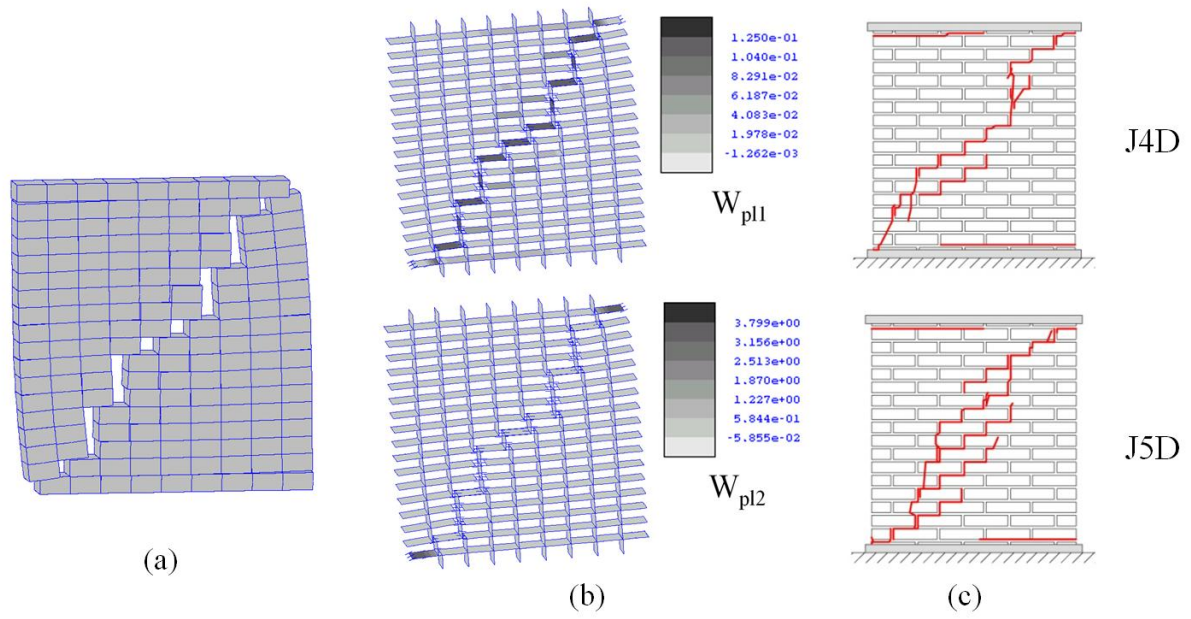 1.250e-01
1.040e-01
8.291e-02
6.187e-02
4.083e-02
1.978e-02
-1.262e-03
Wpl1
J4D
3.799e+00
3.156e+00
2.513e+00
1.870e+00
1.227e+00
5.844e-01
-5.855e-02
Wpl2
J5D
(a)
(b)
(c)